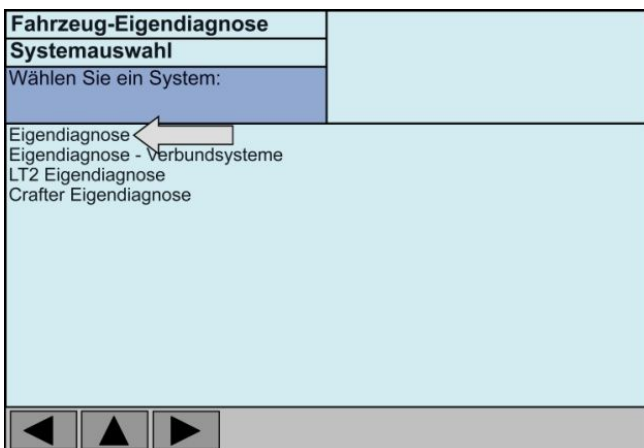 Fahrzeug-Eigendiagnose
Systemauswahl
Wählen Sie ein System:
Eigendiagnose
Eigendiagnose - Verbundsysteme
LT2 Eigendiagnose
Crafter Eigendiagnose